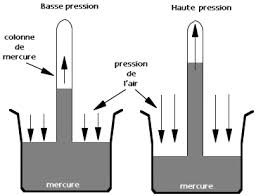 Basse pression
Haute pression
colonne
de
mercure
pression
de
l'air
mercure
mercure